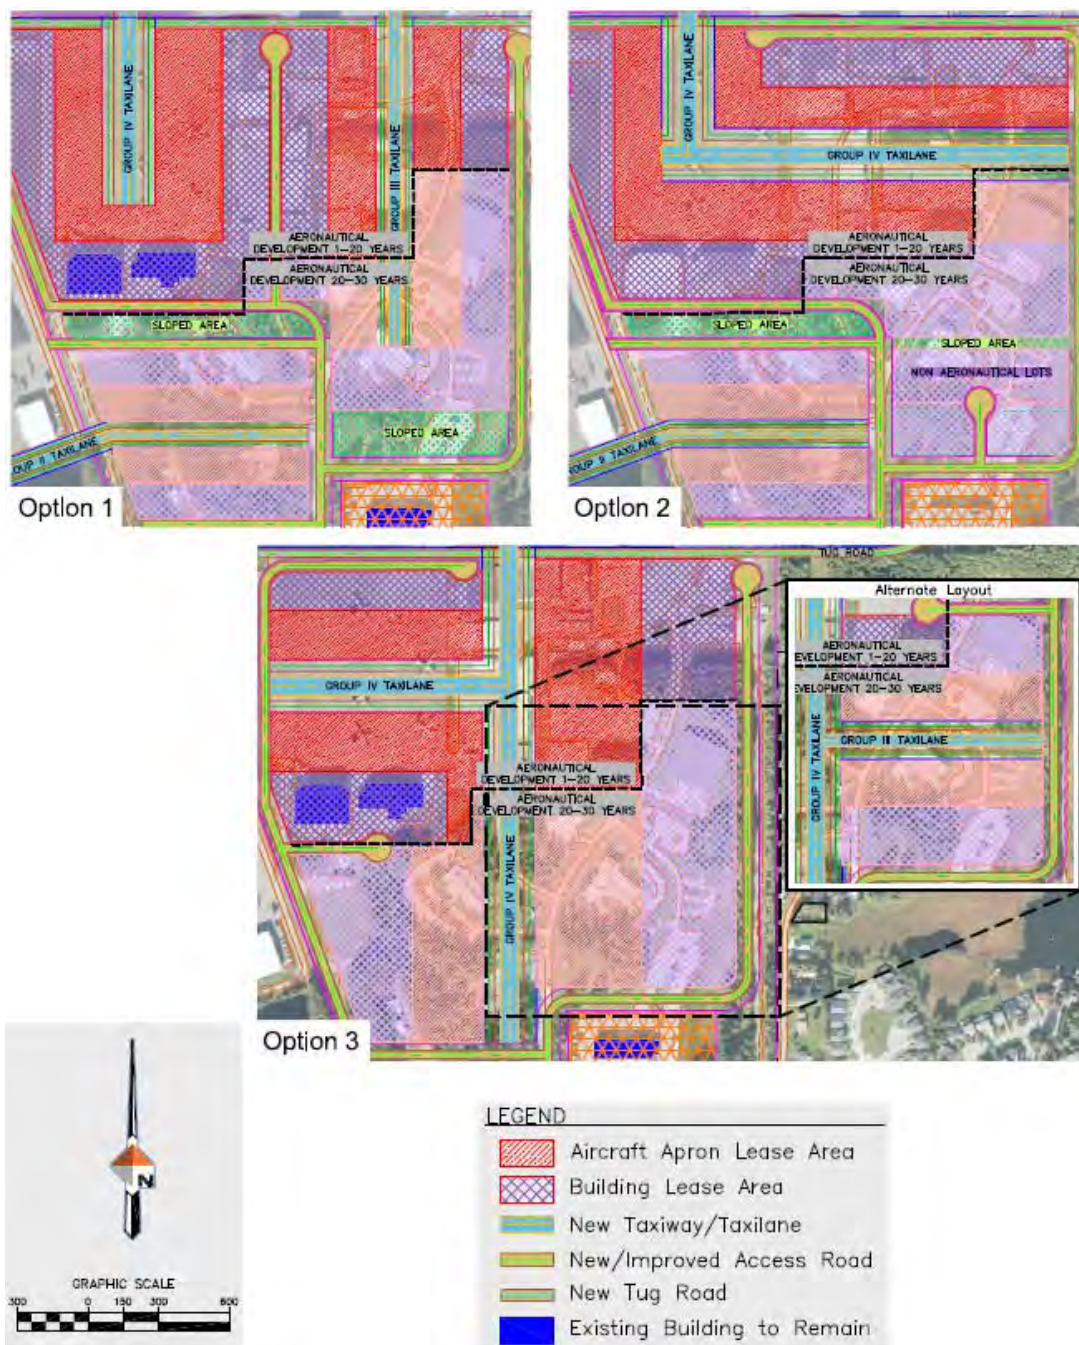 GROUP IV TAXILANE
GROUP III TAXILANE
AERONAUTICAL
DEVELOPMENT 1-20 YEARS
AERONAUTICAL
DEVELOPMENT 20-30 YEARS
SLOPED AREA
SLOPED AREA
GROUP II TAXILANE
Option 1
GROUP IV TAXILANE
GROUP IV TAXILANE
AERONAUTICAL
DEVELOPMENT 1-20 YEARS
AERONAUTICAL
DEVELOPMENT 20-30 YEARS
SLOPED AREA
SLOPED AREA
NON AERONAUTICAL LOTS
GROUP II TAXILANE
Option 2
TUG ROAD
GROUP IV TAXILANE
AERONAUTICAL
DEVELOPMENT 1-20 YEARS
AERONAUTICAL
DEVELOPMENT 20-30 YEARS
GROUP IV TAXILANE
Option 3
Alternate Layout
AERONAUTICAL
DEVELOPMENT 1-20 YEARS
AERONAUTICAL
DEVELOPMENT 20-30 YEARS
GROUP III TAXILANE
GROUP IV TAXILANE
N
GRAPHIC SCALE
300 0 150 300 600
LEGEND
Aircraft Apron Lease Area
Building Lease Area
New Taxiway/Taxilane
New/Improved Access Road
New Tug Road
Existing Building to Remain